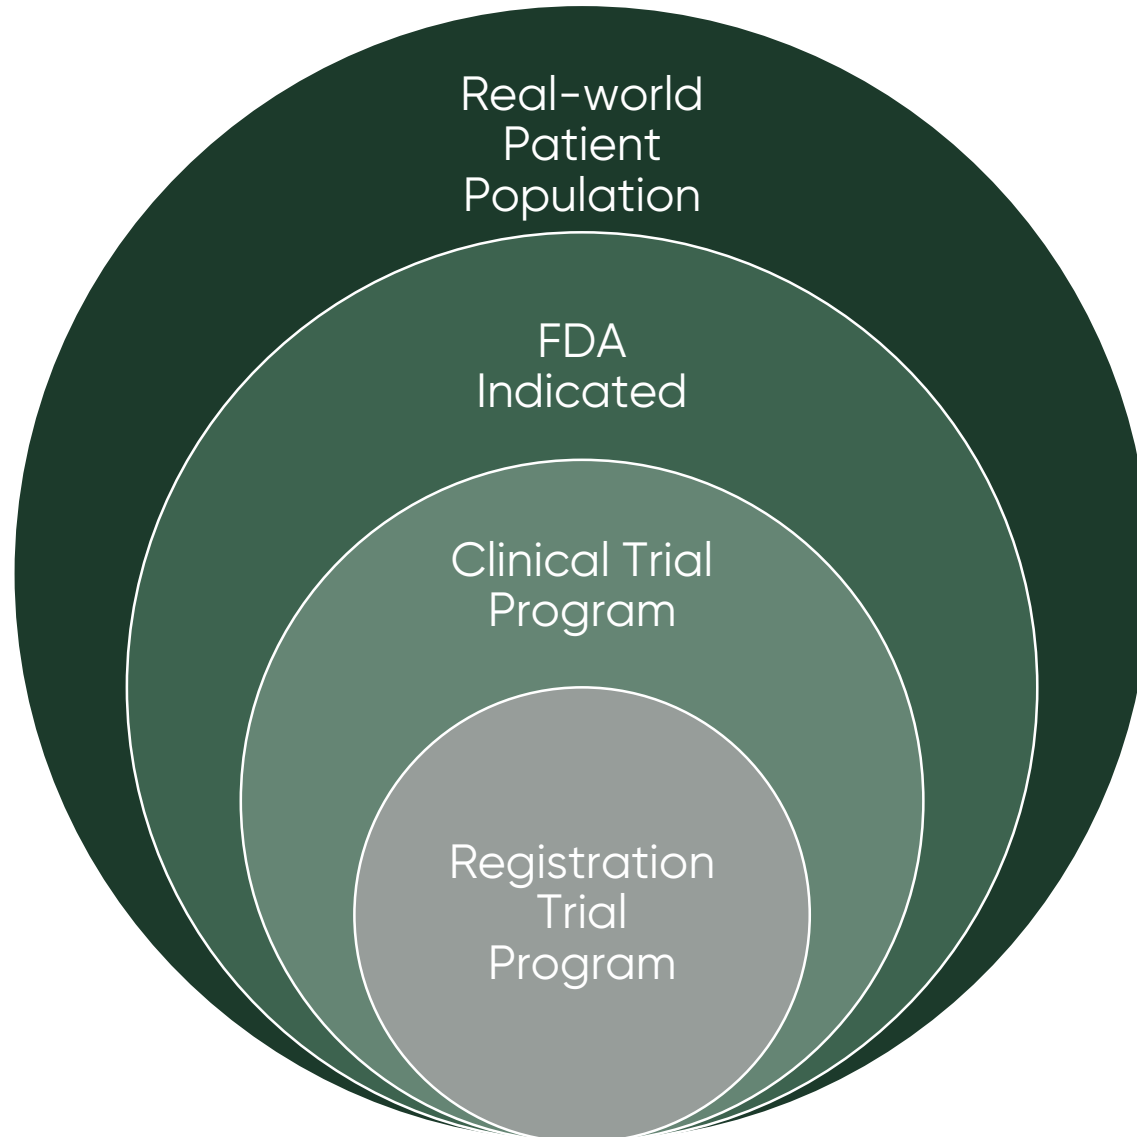 Real-world
Patient
Population
FDA
Indicated
Clinical Trial
Program
Registration
Trial
Program